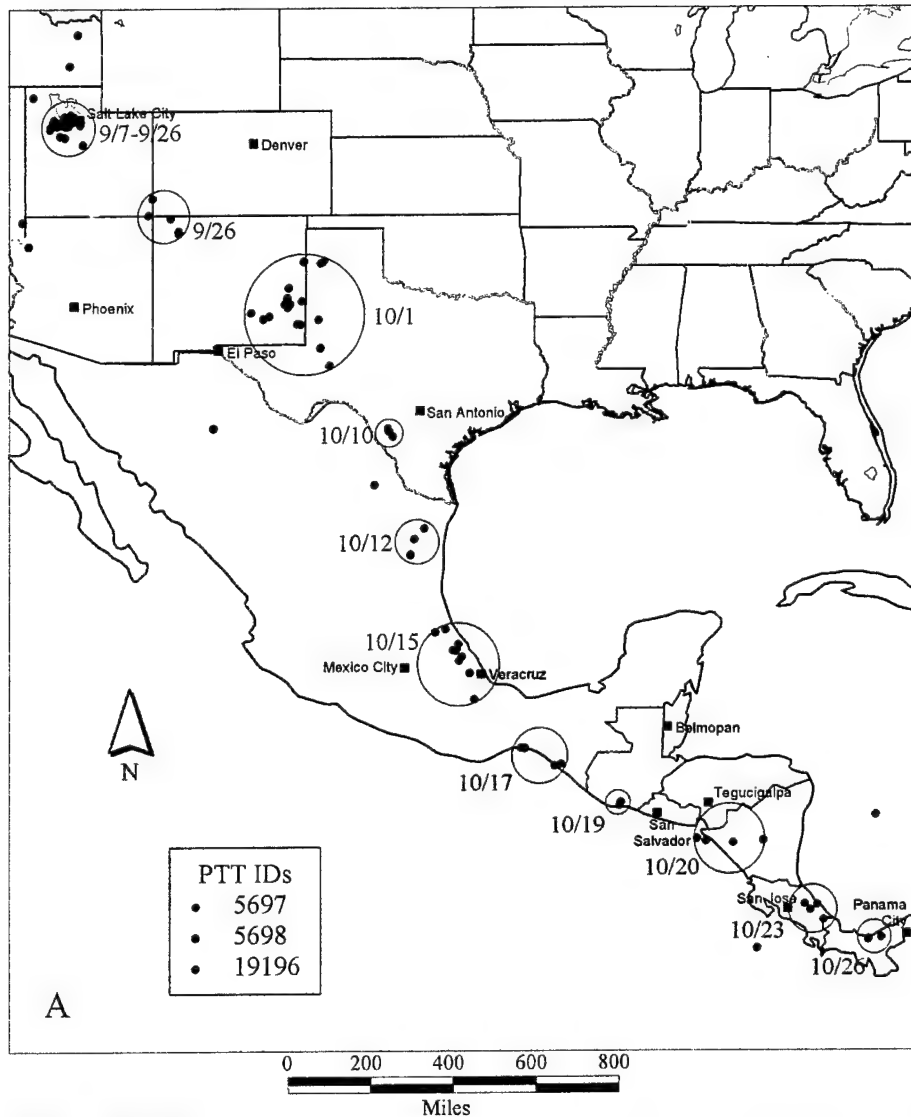 Salt Lake City
9/7-9/26
Denver
9/26
Phoenix
10/1
El Paso
San Antonio
10/10
10/12
10/15
Mexico City
Veracruz
Belmopan
N
10/17
Tegucigalpa
10/19
San
Salvador
10/20
PTT IDs
5697
5698
19196
San Jose
Panama
City
10/23
10/26
A
0 200 400 600 800
Miles